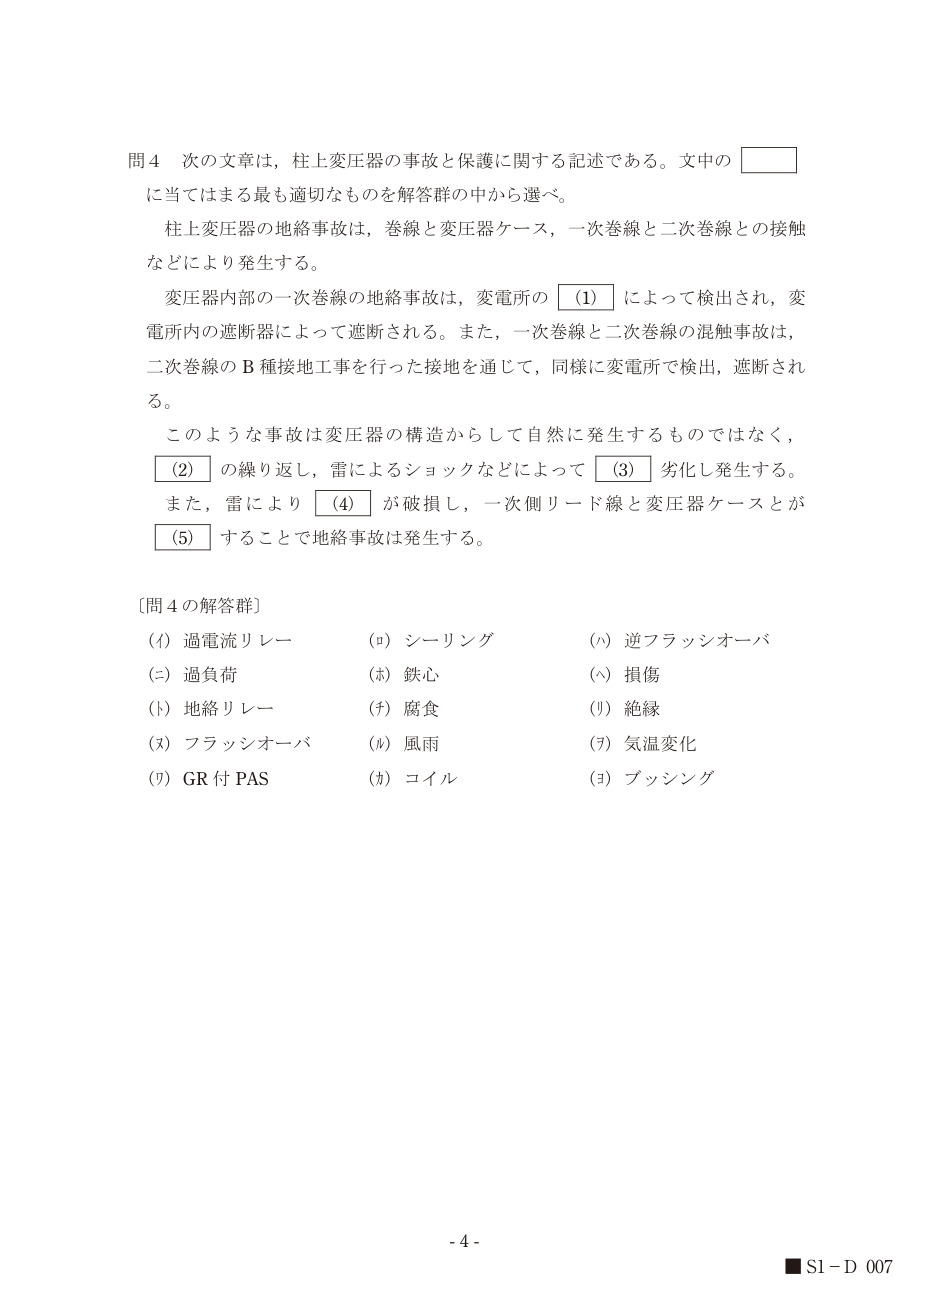 問４　次の文章は，柱上変圧器の事故と保護に関する記述である。文中の
に当てはまる最も適切なものを解答群の中から選べ。
柱上変圧器の地絡事故は，巻線と変圧器ケース，一次巻線と二次巻線との接触
などにより発生する。
変圧器内部の一次巻線の地絡事故は，変電所の (1) によって検出され，変
電所内の遮断器によって遮断される。また，一次巻線と二次巻線の混触事故は，
二次巻線の B 種接地工事を行った接地を通じて，同様に変電所で検出，遮断され
る。
このような事故は変圧器の構造からして自然に発生するものではなく，
(2) の繰り返し，雷によるショックなどによって (3) 劣化し発生する。
また，雷により (4) が破損し，一次側リード線と変圧器ケースとが
(5) することで地絡事故は発生する。
〔問４の解答群〕
(ｲ) 過電流リレー (ﾛ) シーリング (ﾊ) 逆フラッシオーバ
(ﾆ) 過負荷 (ﾎ) 鉄心 (ﾍ) 損傷
(ﾄ) 地絡リレー (ﾁ) 腐食 (ﾘ) 絶縁
(ﾇ) フラッシオーバ (ﾙ) 風雨 (ｦ) 気温変化
(ﾜ) GR 付 PAS (ｶ) コイル (ﾖ) ブッシング
- 4 -
■ S1－D 007